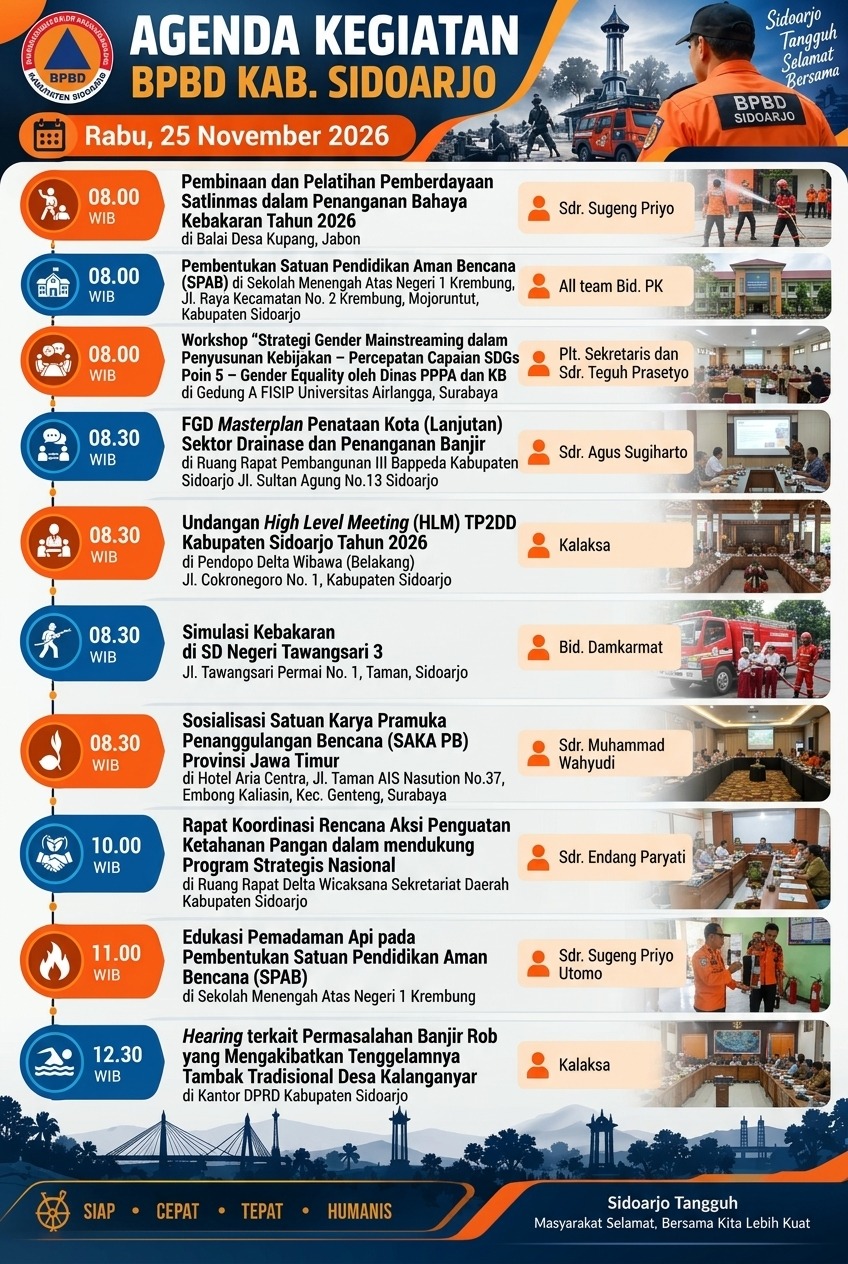 BADAN PENANGGULANGAN BENCANA DAERAH
BPBD
KABUPATEN SIDOARJO
AGENDA KEGIATAN
BPBD KAB. SIDOARJO
Rabu, 25 November 2026
Sidoarjo
Tangguh
Selamat
Bersama
BPBD
SIDOARJO
08.00
WIB
Pembinaan dan Pelatihan Pemberdayaan
Satlinmas dalam Penanganan Bahaya
Kebakaran Tahun 2026
di Balai Desa Kupang, Jabon
Sdr. Sugeng Priyo
08.00
WIB
Pembentukan Satuan Pendidikan Aman Bencana
(SPAB) di Sekolah Menengah Atas Negeri 1 Krembung,
Jl. Raya Kecamatan No. 2 Krembung, Mojoruntut,
Kabupaten Sidoarjo
All team Bid. PK
08.00
WIB
Workshop “Strategi Gender Mainstreaming dalam
Penyusunan Kebijakan – Percepatan Capaian SDGs
Poin 5 – Gender Equality oleh Dinas PPPA dan KB
di Gedung A FISIP Universitas Airlangga, Surabaya
Plt. Sekretaris dan
Sdr. Teguh Prasetyo
08.30
WIB
FGD Masterplan Penataan Kota (Lanjutan)
Sektor Drainase dan Penanganan Banjir
di Ruang Rapat Pembangunan III Bappeda Kabupaten
Sidoarjo Jl. Sultan Agung No.13 Sidoarjo
Sdr. Agus Sugiharto
08.30
WIB
Undangan High Level Meeting (HLM) TP2DD
Kabupaten Sidoarjo Tahun 2026
di Pendopo Delta Wibawa (Belakang)
Jl. Cokronegoro No. 1, Kabupaten Sidoarjo
Kalaksa
08.30
WIB
Simulasi Kebakaran
di SD Negeri Tawangsari 3
Jl. Tawangsari Permai No. 1, Taman, Sidoarjo
Bid. Damkarmat
08.30
WIB
Sosialisasi Satuan Karya Pramuka
Penanggulangan Bencana (SAKA PB)
Provinsi Jawa Timur
di Hotel Aria Centra, Jl. Taman AIS Nasution No.37,
Embong Kaliasin, Kec. Genteng, Surabaya
Sdr. Muhammad
Wahyudi
10.00
WIB
Rapat Koordinasi Rencana Aksi Penguatan
Ketahanan Pangan dalam mendukung
Program Strategis Nasional
di Ruang Rapat Delta Wicaksana Sekretariat Daerah
Kabupaten Sidoarjo
Sdr. Endang Paryati
11.00
WIB
Edukasi Pemadaman Api pada
Pembentukan Satuan Pendidikan Aman
Bencana (SPAB)
di Sekolah Menengah Atas Negeri 1 Krembung
Sdr. Sugeng Priyo
Utomo
12.30
WIB
Hearing terkait Permasalahan Banjir Rob
yang Mengakibatkan Tenggelamnya
Tambak Tradisional Desa Kalanganyar
di Kantor DPRD Kabupaten Sidoarjo
Kalaksa
SIAP • CEPAT • TEPAT • HUMANIS
Sidoarjo Tangguh
Masyarakat Selamat, Bersama Kita Lebih Kuat